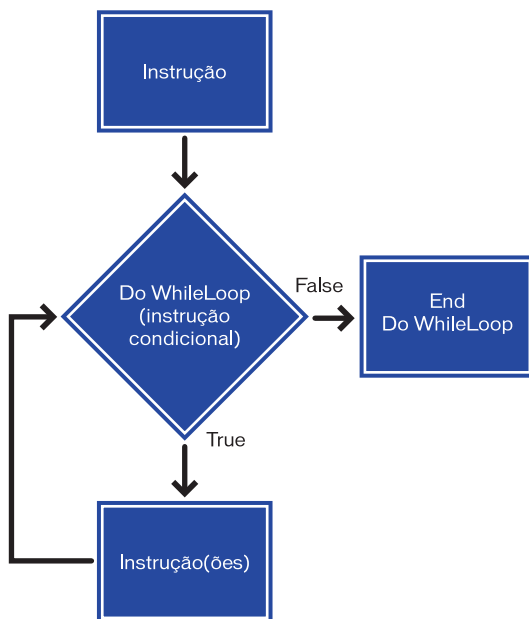 Instrução
Do WhileLoop
(instrução
condicional)
False
End
Do WhileLoop
True
Instrução(ões)